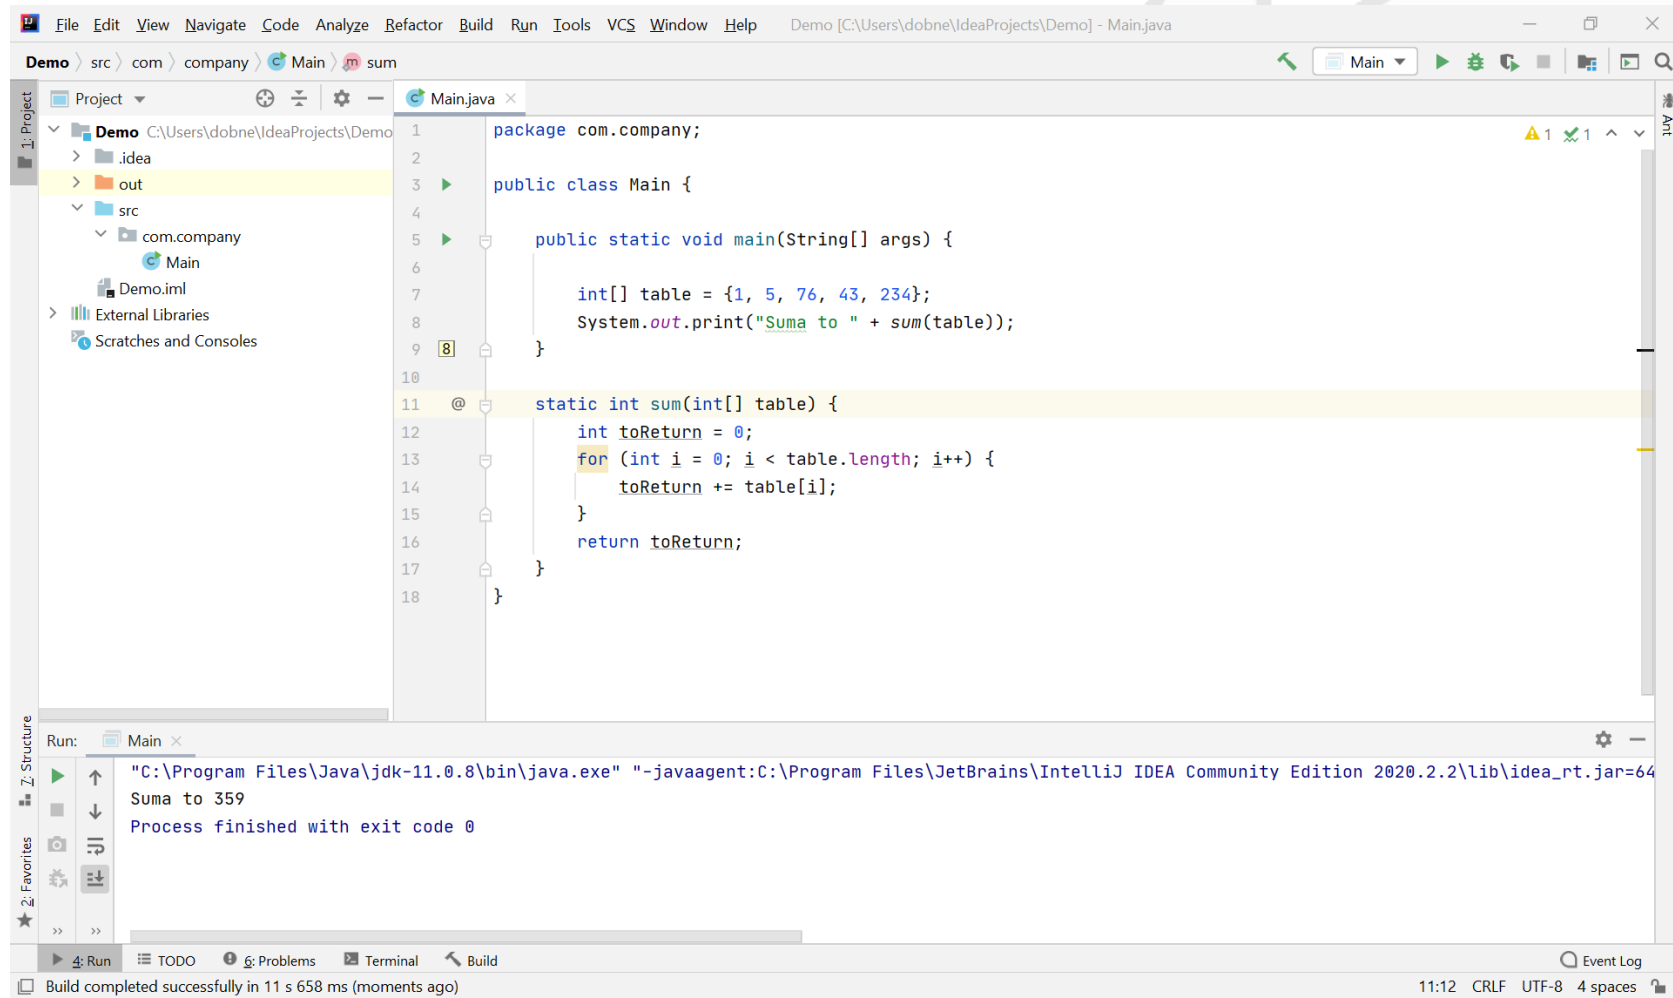 File Edit View Navigate Code Analyze Refactor Build Run Tools VCS Window Help Demo [C:\Users\dobne\IdeaProjects\Demo] - Main.java
Demo src com company Main sum Main
1: Project
Project
Main.java
Ant
Demo C:\Users\dobne\IdeaProjects\Demo
.idea
out
src
com.company
Main
Demo.iml
External Libraries
Scratches and Consoles
1 package com.company;
2
3 public class Main {
4
5 public static void main(String[] args) {
6
7 int[] table = {1, 5, 76, 43, 234};
8 System.out.print("Suma to " + sum(table));
9 8 }
10
11 @ static int sum(int[] table) {
12 int toReturn = 0;
13 for (int i = 0; i < table.length; i++) {
14 toReturn += table[i];
15 }
16 return toReturn;
17 }
18 }
1 1
7: Structure
2: Favorites
Run: Main
"C:\Program Files\Java\jdk-11.0.8\bin\java.exe" "-javaagent:C:\Program Files\JetBrains\IntelliJ IDEA Community Edition 2020.2.2\lib\idea_rt.jar=64
Suma to 359
Process finished with exit code 0
4: Run TODO 6: Problems Terminal Build Event Log
Build completed successfully in 11 s 658 ms (moments ago) 11:12 CRLF UTF-8 4 spaces